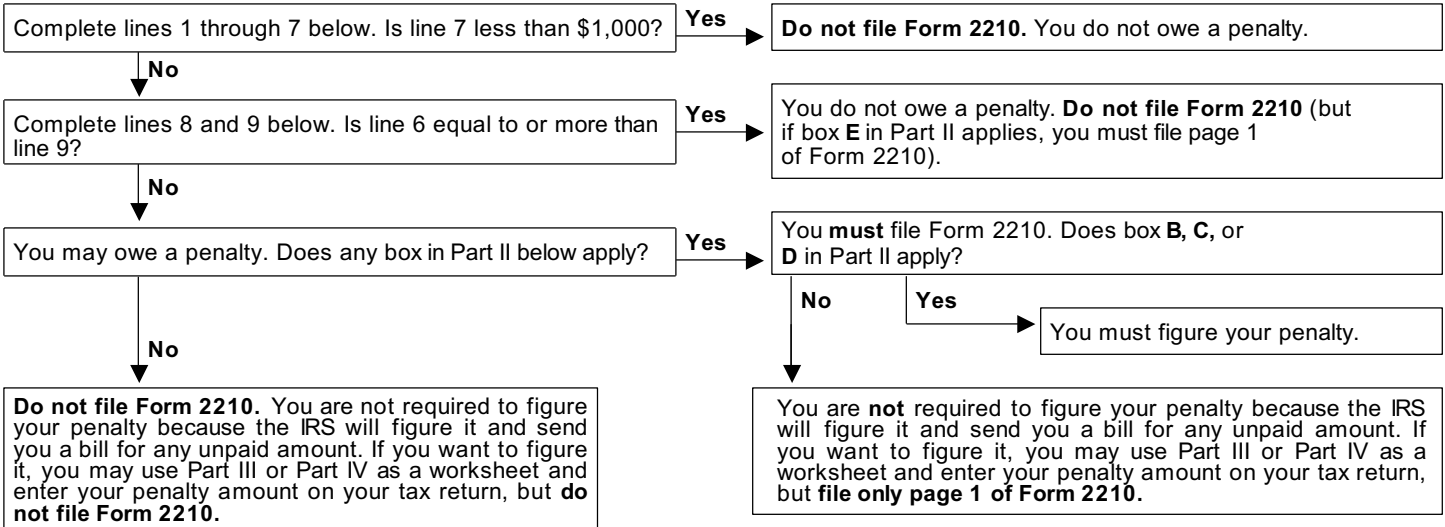 Complete lines 1 through 7 below. Is line 7 less than $1,000?
Yes
Do not file Form 2210. You do not owe a penalty.
No
Complete lines 8 and 9 below. Is line 6 equal to or more than
line 9?
Yes
You do not owe a penalty. Do not file Form 2210 (but
if box E in Part II applies, you must file page 1
of Form 2210).
No
You may owe a penalty. Does any box in Part II below apply?
Yes
You must file Form 2210. Does box B, C, or
D in Part II apply?
No
Yes
You must figure your penalty.
No
Do not file Form 2210. You are not required to figure
your penalty because the IRS will figure it and send
you a bill for any unpaid amount. If you want to figure
it, you may use Part III or Part IV as a worksheet and
enter your penalty amount on your tax return, but do
not file Form 2210.
You are not required to figure your penalty because the IRS
will figure it and send you a bill for any unpaid amount. If
you want to figure it, you may use Part III or Part IV as a
worksheet and enter your penalty amount on your tax return,
but file only page 1 of Form 2210.